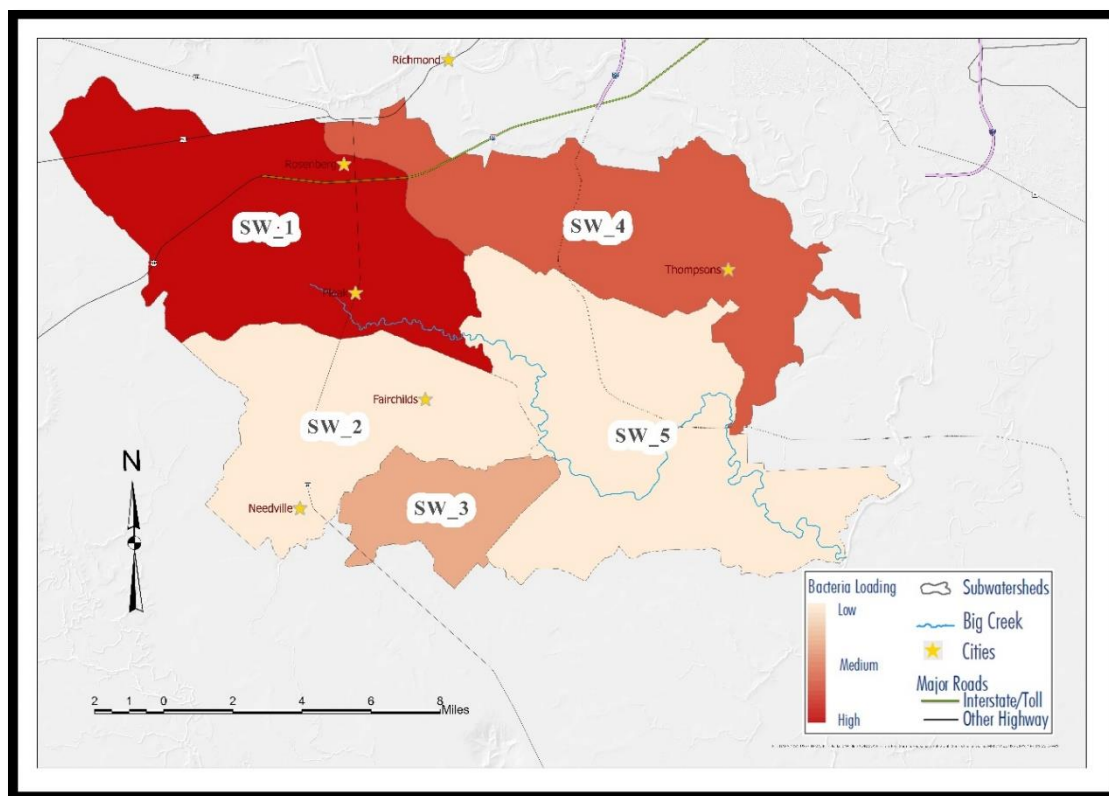 Richmond
Rosenberg
SW_1
SW_4
Thompsons
Pleak
Fairchilds
SW_2
SW_5
SW_3
Needville
N
2 1 0 2 4 6 8
Miles
Bacteria Loading
Low
Medium
High
Subwatersheds
Big Creek
Cities
Major Roads
Interstate/Toll
Other Highway